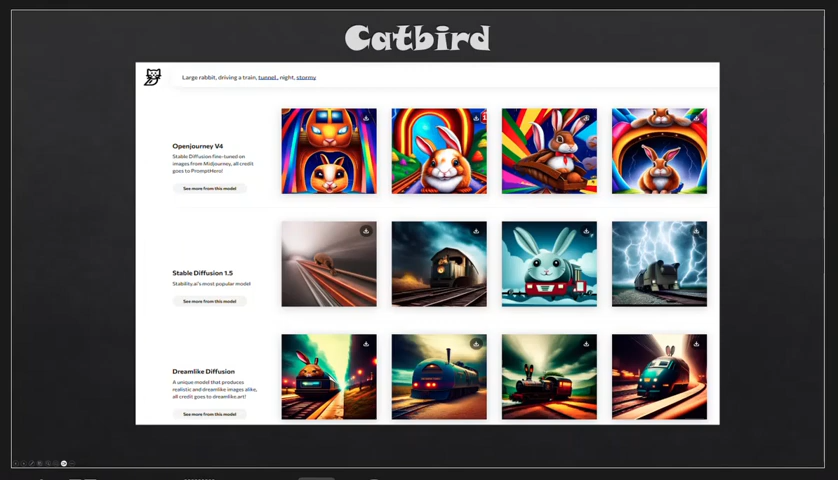 Catbird
Large rabbit, driving a train, tunnel , night, stormy
Openjourney V4
Stable Diffusion fine-tuned on
images from Midjourney, all credit
goes to PromptHero!
See more from this model
Stable Diffusion 1.5
Stability.ai's most popular model
See more from this model
Dreamlike Diffusion
A unique model that produces
realistic and dreamlike images alike,
all credit goes to dreamlike.art!
See more from this model